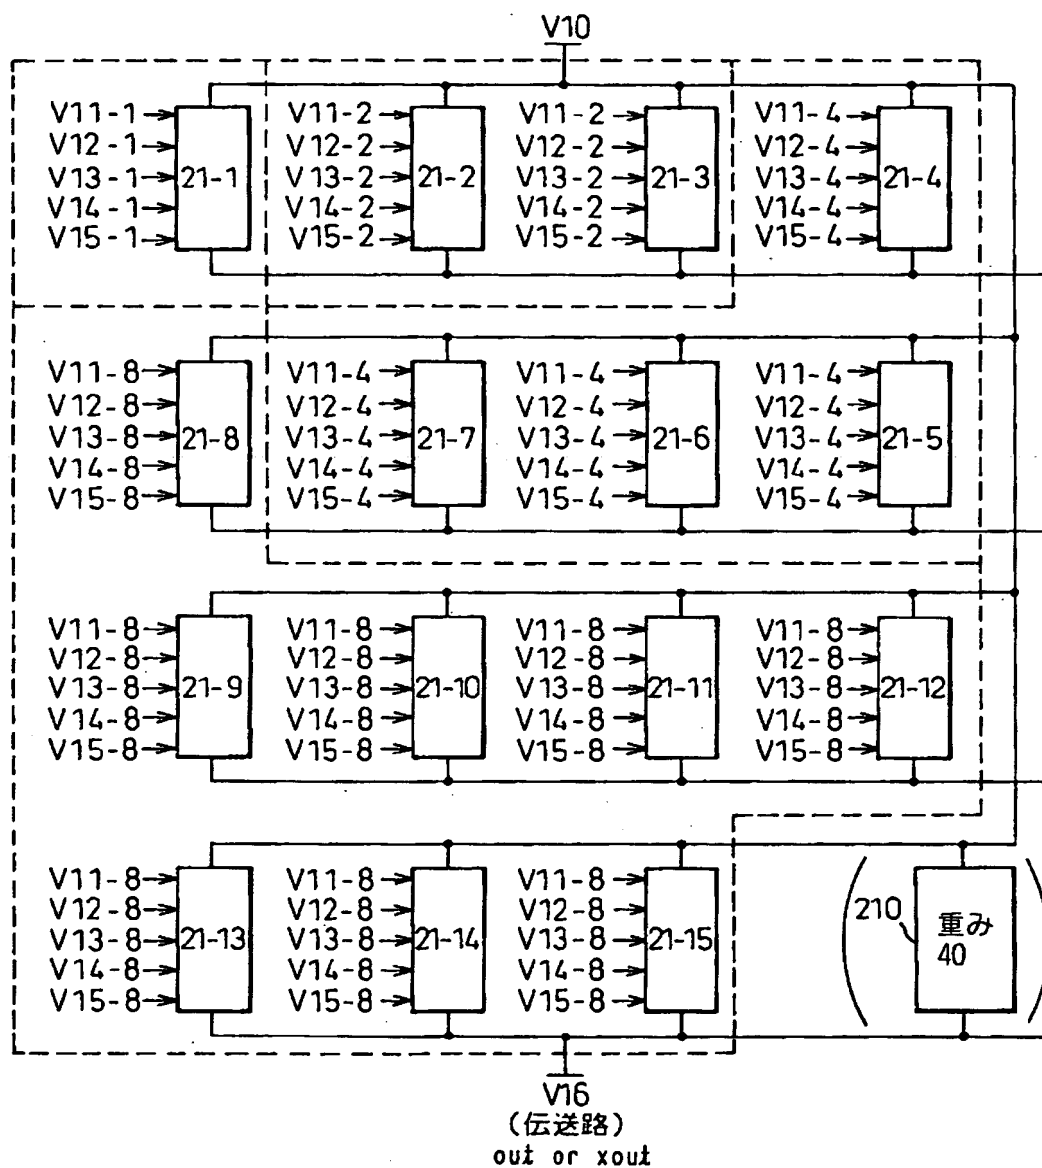 V10
V11-1 V11-2 V11-2 V11-4
V12-1 V12-2 V12-2 V12-4
V13-1 21-1 V13-2 21-2 V13-2 21-3 V13-4 21-4
V14-1 V14-2 V14-2 V14-4
V15-1 V15-2 V15-2 V15-4
V11-8 V11-4 V11-4 V11-4
V12-8 V12-4 V12-4 V12-4
V13-8 21-8 V13-4 21-7 V13-4 21-6 V13-4 21-5
V14-8 V14-4 V14-4 V14-4
V15-8 V15-4 V15-4 V15-4
V11-8 V11-8 V11-8 V11-8
V12-8 V12-8 V12-8 V12-8
V13-8 21-9 V13-8 21-10 V13-8 21-11 V13-8 21-12
V14-8 V14-8 V14-8 V14-8
V15-8 V15-8 V15-8 V15-8
V11-8 V11-8 V11-8
V12-8 V12-8 V12-8 210 重み
V13-8 21-13 V13-8 21-14 V13-8 21-15 40
V14-8 V14-8 V14-8
V15-8 V15-8 V15-8
V16
(伝送路)
out or xout